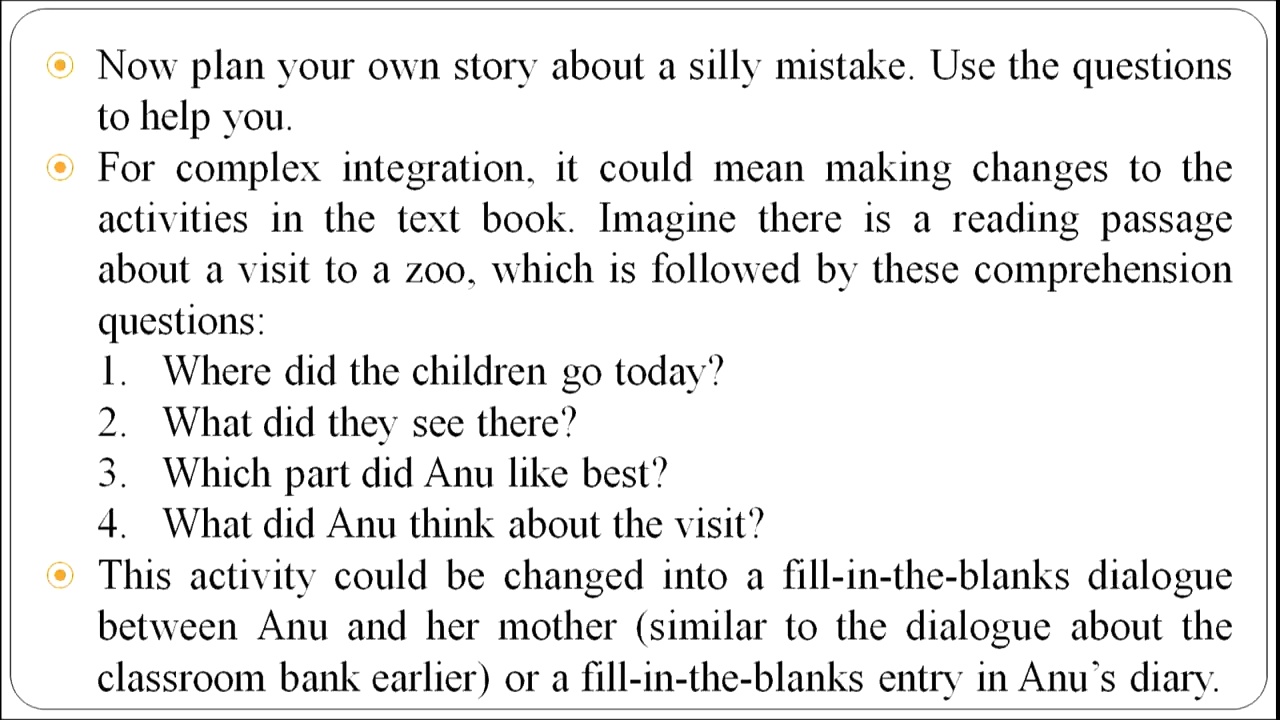 Now plan your own story about a silly mistake. Use the questions
to help you.
For complex integration, it could mean making changes to the
activities in the text book. Imagine there is a reading passage
about a visit to a zoo, which is followed by these comprehension
questions:
1. Where did the children go today?
2. What did they see there?
3. Which part did Anu like best?
4. What did Anu think about the visit?
This activity could be changed into a fill-in-the-blanks dialogue
between Anu and her mother (similar to the dialogue about the
classroom bank earlier) or a fill-in-the-blanks entry in Anu’s diary.